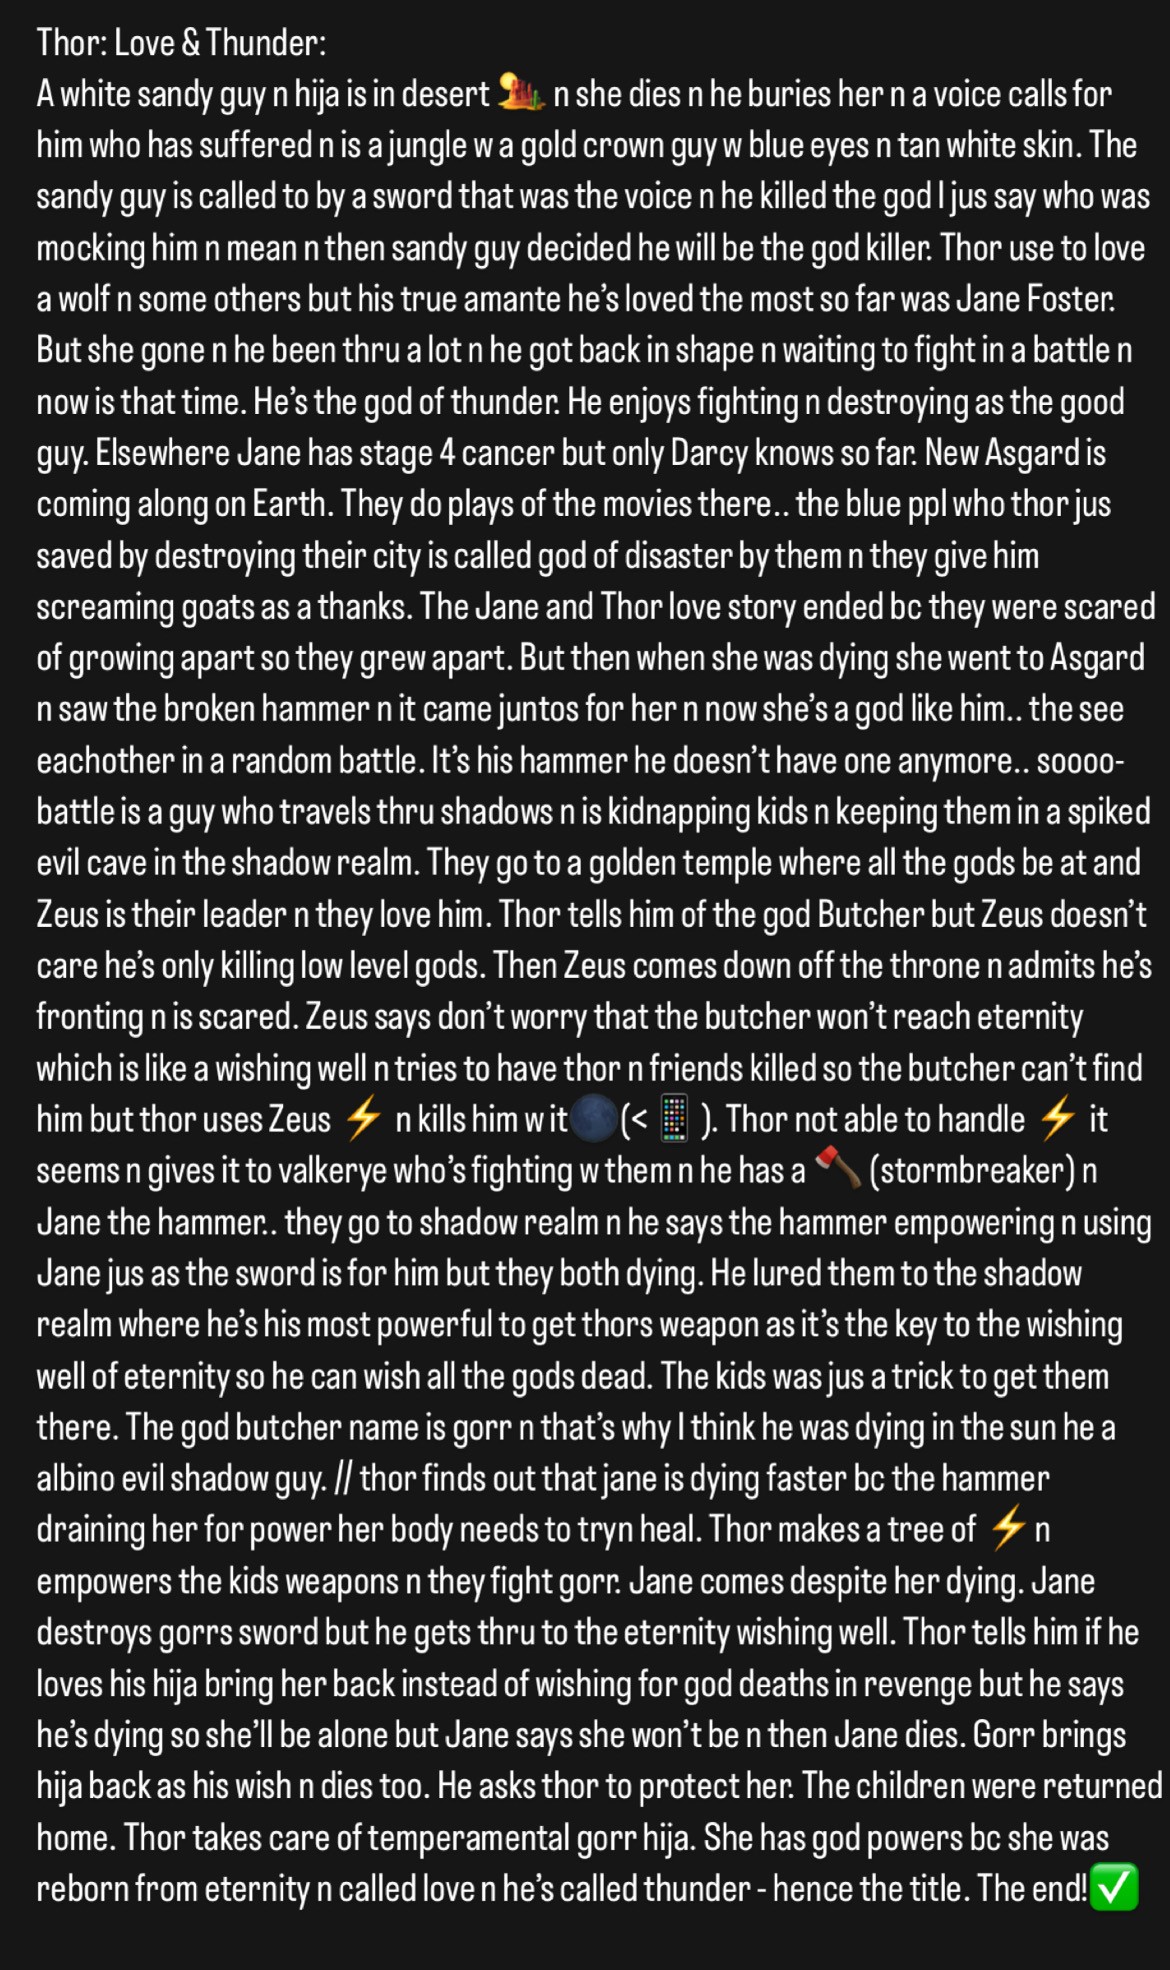 Thor: Love & Thunder:
A white sandy guy n hija is in desert 🏜️ n she dies n he buries her n a voice calls for
him who has suffered n is a jungle w a gold crown guy w blue eyes n tan white skin. The
sandy guy is called to by a sword that was the voice n he killed the god I jus say who was
mocking him n mean n then sandy guy decided he will be the god killer. Thor use to love
a wolf n some others but his true amante he’s loved the most so far was Jane Foster.
But she gone n he been thru a lot n he got back in shape n waiting to fight in a battle n
now is that time. He’s the god of thunder. He enjoys fighting n destroying as the good
guy. Elsewhere Jane has stage 4 cancer but only Darcy knows so far. New Asgard is
coming along on Earth. They do plays of the movies there.. the blue ppl who thor jus
saved by destroying their city is called god of disaster by them n they give him
screaming goats as a thanks. The Jane and Thor love story ended bc they were scared
of growing apart so they grew apart. But then when she was dying she went to Asgard
n saw the broken hammer n it came juntos for her n now she’s a god like him.. the see
eachother in a random battle. It’s his hammer he doesn’t have one anymore.. soooo-
battle is a guy who travels thru shadows n is kidnapping kids n keeping them in a spiked
evil cave in the shadow realm. They go to a golden temple where all the gods be at and
Zeus is their leader n they love him. Thor tells him of the god Butcher but Zeus doesn’t
care he’s only killing low level gods. Then Zeus comes down off the throne n admits he’s
fronting n is scared. Zeus says don’t worry that the butcher won’t reach eternity
which is like a wishing well n tries to have thor n friends killed so the butcher can’t find
him but thor uses Zeus ⚡ n kills him w it🌑(< 📱 ). Thor not able to handle ⚡ it
seems n gives it to valkerye who’s fighting w them n he has a 🪓 (stormbreaker) n
Jane the hammer.. they go to shadow realm n he says the hammer empowering n using
Jane jus as the sword is for him but they both dying. He lured them to the shadow
realm where he’s his most powerful to get thors weapon as it’s the key to the wishing
well of eternity so he can wish all the gods dead. The kids was jus a trick to get them
there. The god butcher name is gorr n that’s why I think he was dying in the sun he a
albino evil shadow guy. // thor finds out that jane is dying faster bc the hammer
draining her for power her body needs to tryn heal. Thor makes a tree of ⚡ n
empowers the kids weapons n they fight gorr. Jane comes despite her dying. Jane
destroys gorrs sword but he gets thru to the eternity wishing well. Thor tells him if he
loves his hija bring her back instead of wishing for god deaths in revenge but he says
he’s dying so she’ll be alone but Jane says she won’t be n then Jane dies. Gorr brings
hija back as his wish n dies too. He asks thor to protect her. The children were returned
home. Thor takes care of temperamental gorr hija. She has god powers bc she was
reborn from eternity n called love n he’s called thunder - hence the title. The end!✅